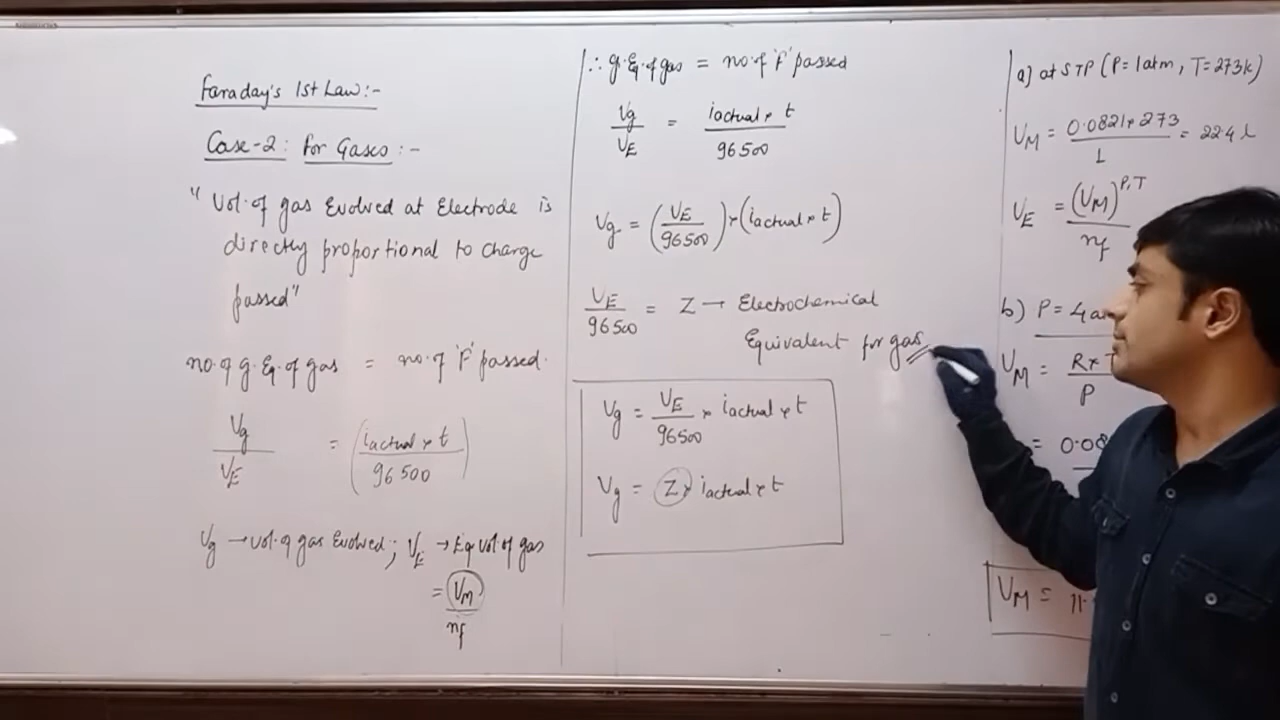 Faraday's 1st Law:-
Case-2: For Gases:-
"Vol. of gas Evolved at Electrode is
directly proportional to charge
passed"
no. of g. Eq. of gas = no. of 'F' passed.
Vg / VE = (iactual × t / 96500)
Vg → vol. of gas Evolved; VE → Eq vol. of gas
= VM / nf
∴ g. Eq. of gas = no. of 'F' passed
Vg / VE = iactual × t / 96500
Vg = (VE / 96500) × (iactual × t)
VE / 96500 = Z → Electrochemical
Equivalent for gas
Vg = VE / 96500 × iactual × t
Vg = Z × iactual × t
a) at STP (P = 1 atm, T = 273K)
VM = 0.0821 × 273 / 1 = 22.4 L
VE = (VM)P,T / nf
b) P = 4 a
VM = R × T / P
= 0.08
VM = 11.